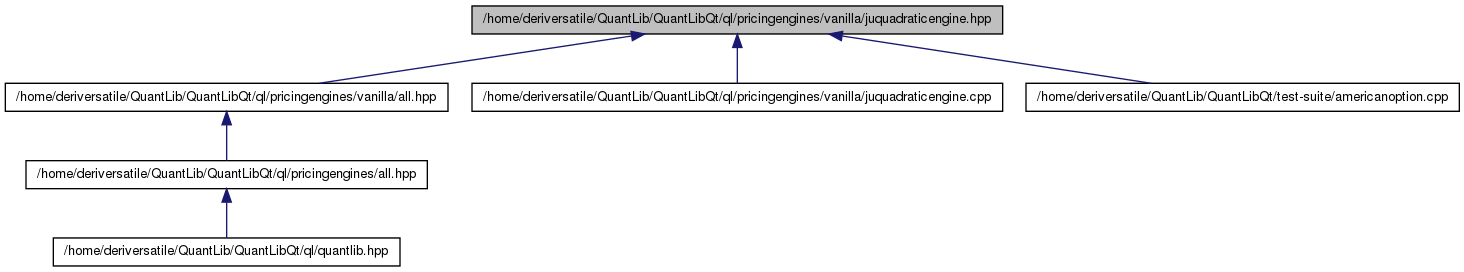 /home/deriversatile/QuantLib/QuantLibQt/ql/pricingengines/vanilla/juquadraticengine.hpp
/home/deriversatile/QuantLib/QuantLibQt/ql/pricingengines/vanilla/all.hpp
/home/deriversatile/QuantLib/QuantLibQt/ql/pricingengines/vanilla/juquadraticengine.cpp
/home/deriversatile/QuantLib/QuantLibQt/test-suite/americanoption.cpp
/home/deriversatile/QuantLib/QuantLibQt/ql/pricingengines/all.hpp
/home/deriversatile/QuantLib/QuantLibQt/ql/quantlib.hpp